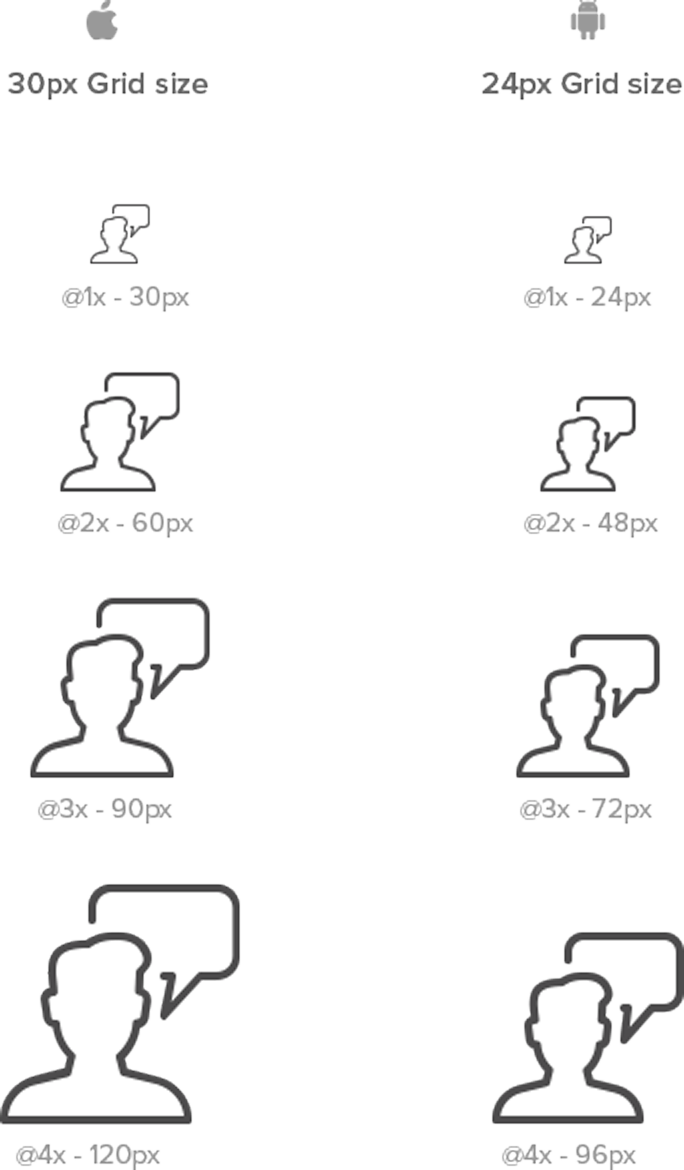 30px Grid size
24px Grid size
@1x - 30px
@1x - 24px
@2x - 60px
@2x - 48px
@3x - 90px
@3x - 72px
@4x - 120px
@4x - 96px